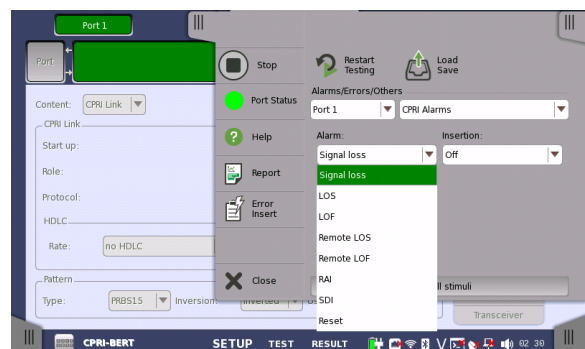 Port 1
Port
Stop
Restart Testing
Load Save
Alarms/Errors/Others
Content: CPRI Link
Port Status
Port 1
CPRI Alarms
CPRI Link
Start up:
Help
Alarm:
Insertion:
Signal loss
Off
Role:
Report
Signal loss
Protocol:
LOS
HDLC
Error Insert
LOF
Rate: no HDLC
Remote LOS
Remote LOF
Pattern
Close
RAI
ll stimuli
Type: PRBS15 Inversion: Inverted
SDI
Transceiver
Reset
CPRI-BERT SETUP TEST RESULT 02 30